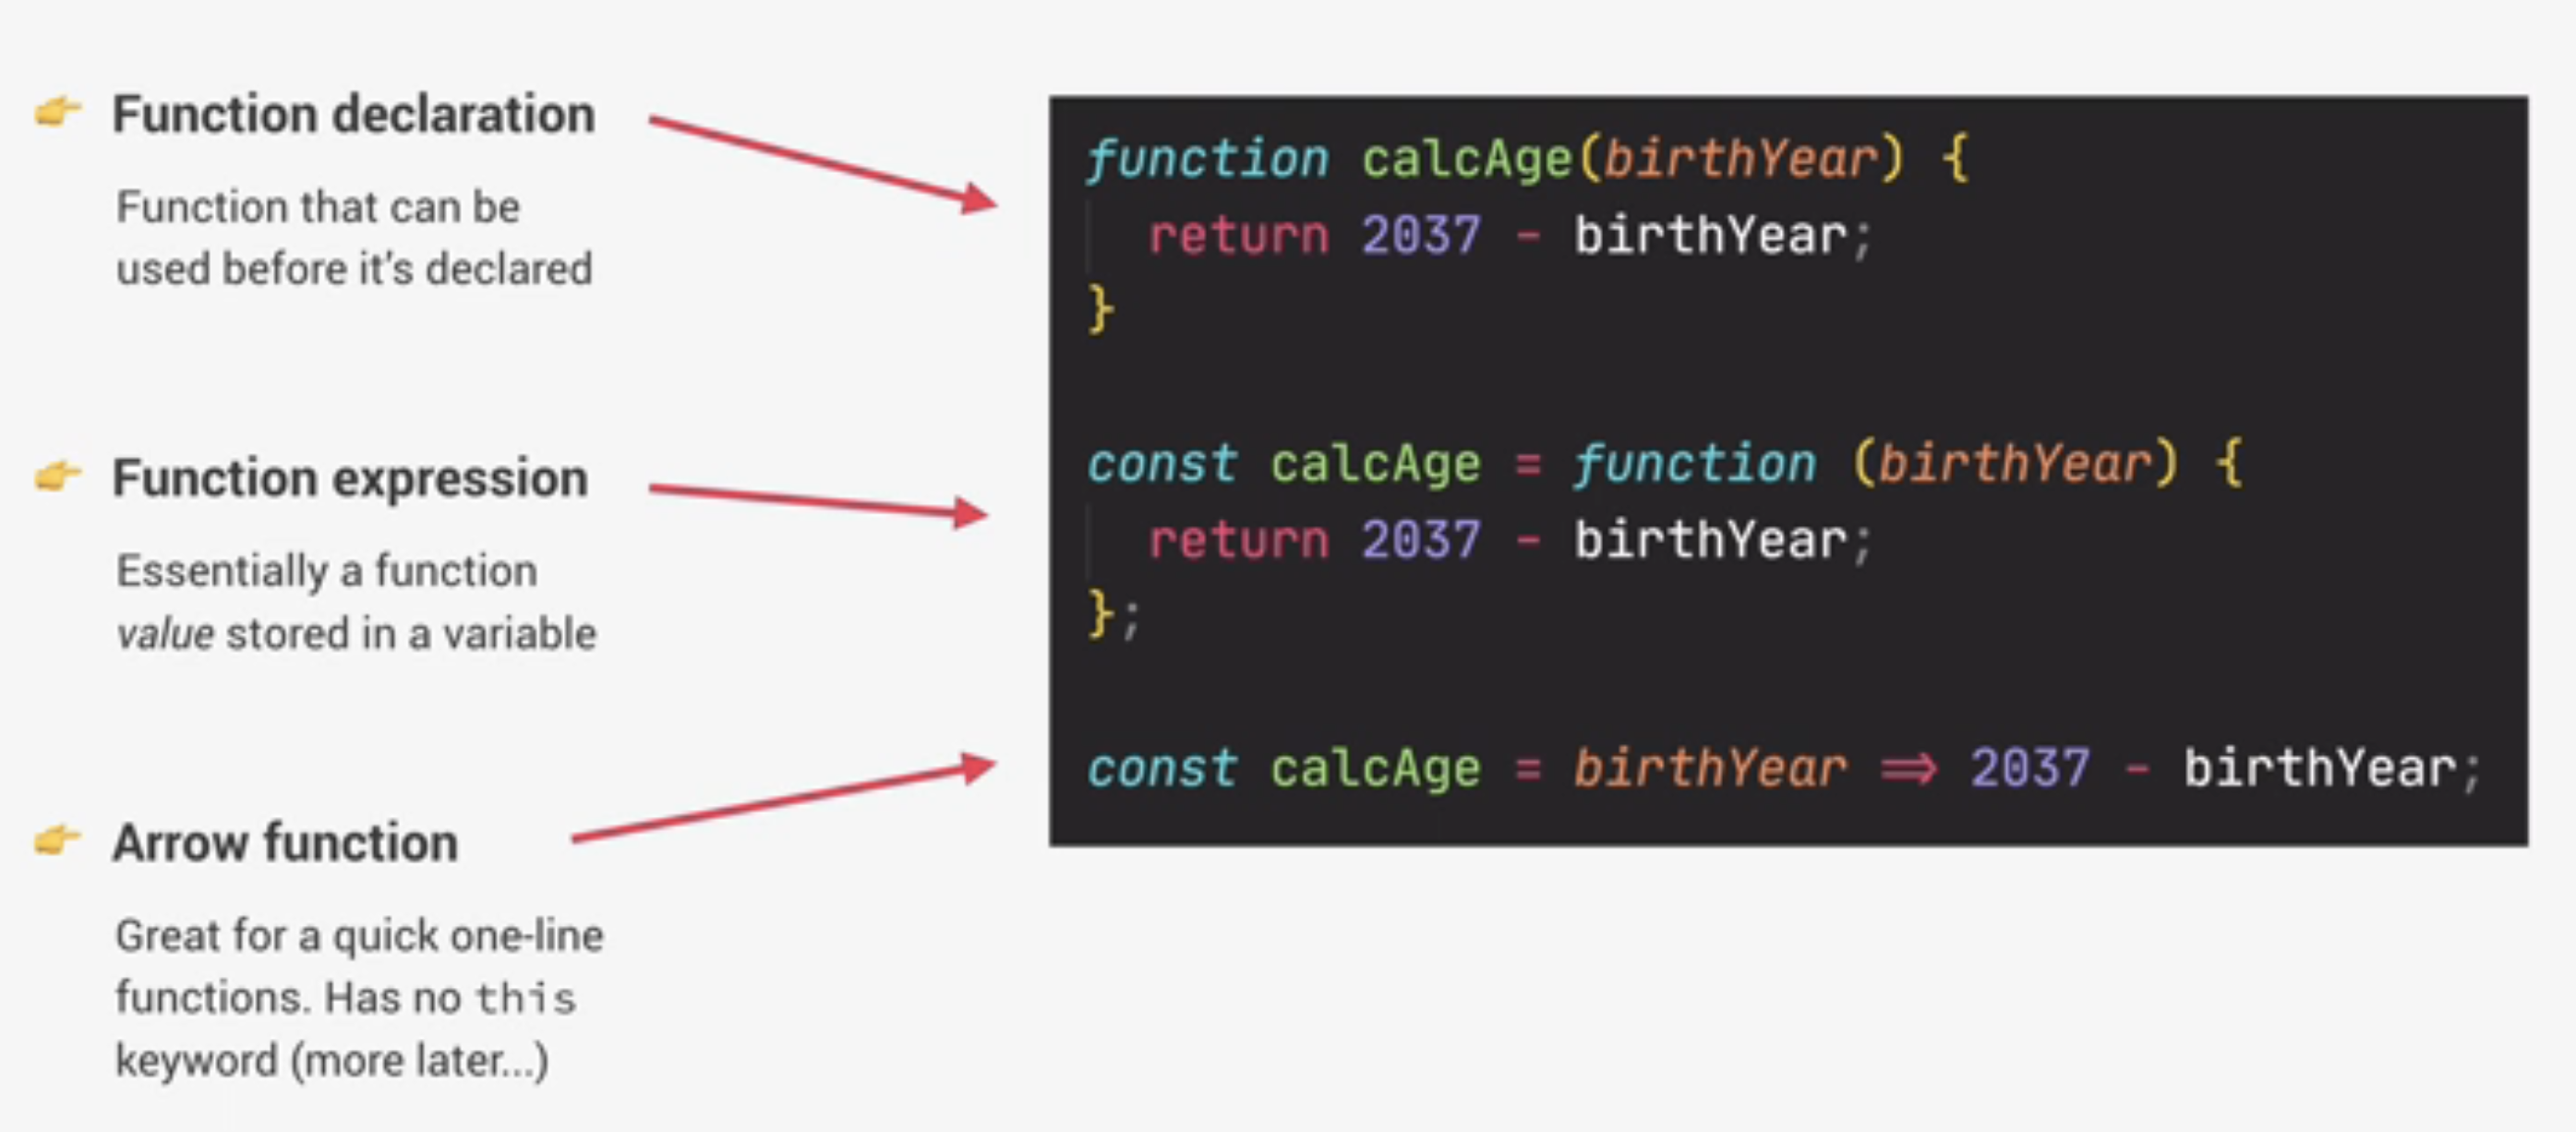 👉 Function declaration
Function that can be
used before it's declared
👉 Function expression
Essentially a function
value stored in a variable
👉 Arrow function
Great for a quick one-line
functions. Has no this
keyword (more later...)
function calcAge(birthYear) {
  return 2037 - birthYear;
}
const calcAge = function (birthYear) {
  return 2037 - birthYear;
};
const calcAge = birthYear => 2037 - birthYear;